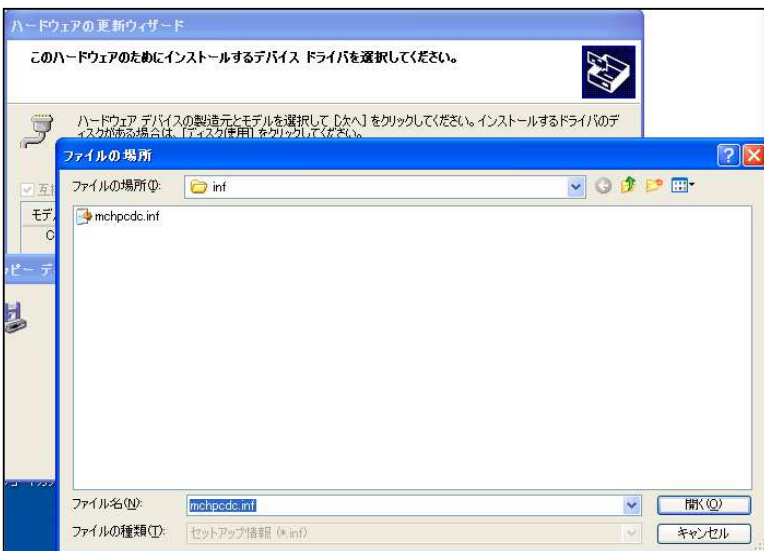 ハードウェアの更新ウィザード
このハードウェアのためにインストールするデバイス ドライバを選択してください。
ハードウェア デバイスの製造元とモデルを選択して [次へ] をクリックしてください。インストールするドライバのデ
ィスクがある場合は、[ディスク使用] をクリックしてください。
ファイルの場所
ファイルの場所(I):
inf
互換
モデル
mchpcdc.inf
C
ッピー デ
ファイル名(N):
mchpcdc.inf
開く(O)
ファイルの種類(T):
セットアップ情報 (*.inf)
キャンセル